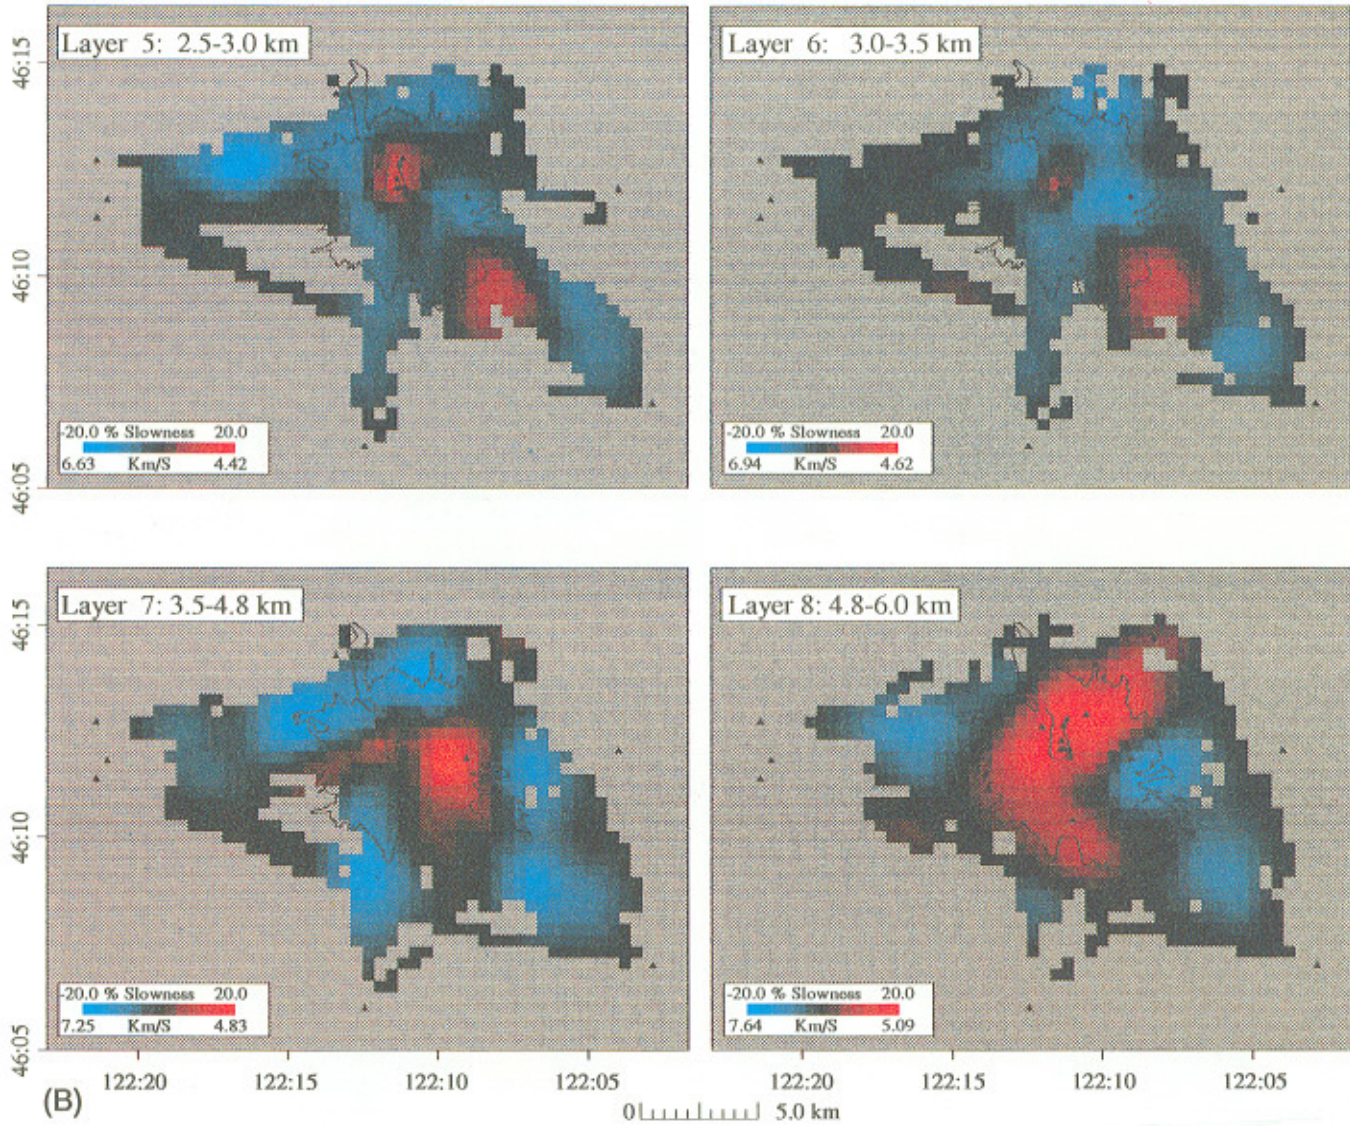 Layer 5: 2.5-3.0 km
Layer 6: 3.0-3.5 km
46:15
46:10
46:05
-20.0 % Slowness 20.0
6.63 Km/S 4.42
-20.0 % Slowness 20.0
6.94 Km/S 4.62
Layer 7: 3.5-4.8 km
Layer 8: 4.8-6.0 km
46:15
46:10
46:05
-20.0 % Slowness 20.0
7.25 Km/S 4.83
-20.0 % Slowness 20.0
7.64 Km/S 5.09
122:20 122:15 122:10 122:05
122:20 122:15 122:10 122:05
(B)
0 5.0 km